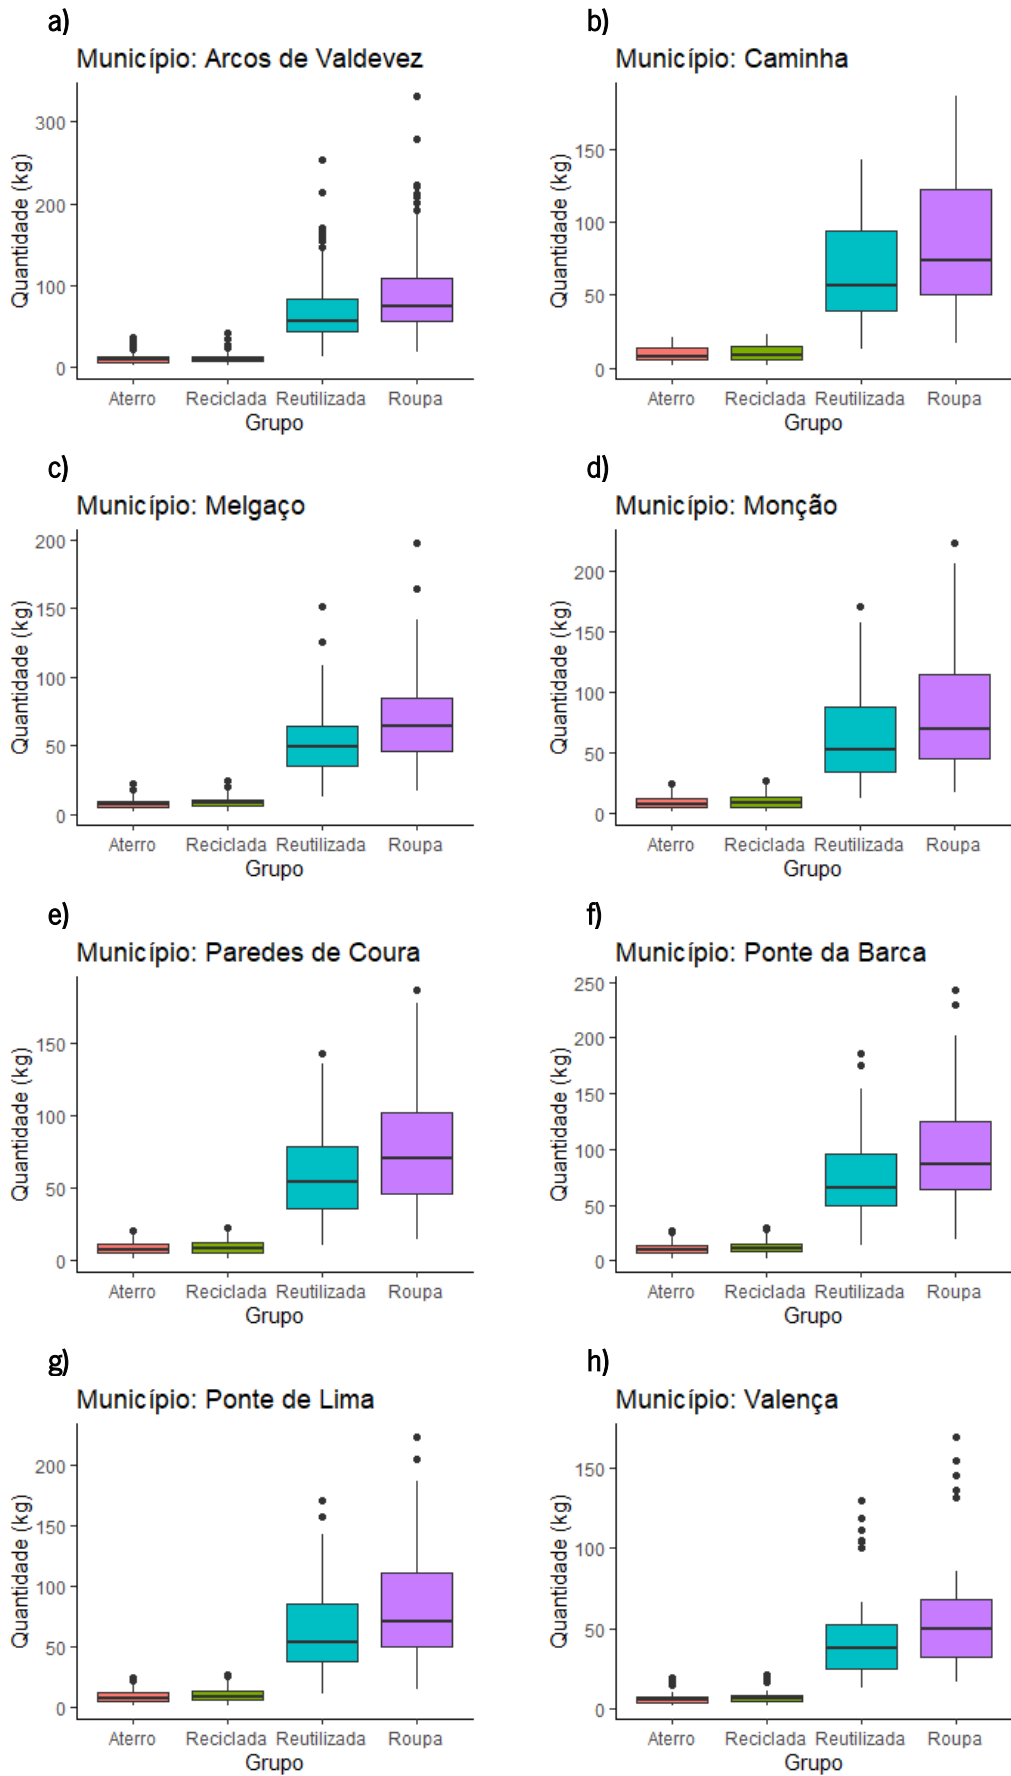 a)
Município: Arcos de Valdevez
Quantidade (kg)
300
200
100
0
Aterro Reciclada Reutilizada Roupa
Grupo
b)
Município: Caminha
Quantidade (kg)
150
100
50
0
Aterro Reciclada Reutilizada Roupa
Grupo
c)
Município: Melgaço
Quantidade (kg)
200
150
100
50
0
Aterro Reciclada Reutilizada Roupa
Grupo
d)
Município: Monção
Quantidade (kg)
200
150
100
50
0
Aterro Reciclada Reutilizada Roupa
Grupo
e)
Município: Paredes de Coura
Quantidade (kg)
150
100
50
0
Aterro Reciclada Reutilizada Roupa
Grupo
f)
Município: Ponte da Barca
Quantidade (kg)
250
200
150
100
50
0
Aterro Reciclada Reutilizada Roupa
Grupo
g)
Município: Ponte de Lima
Quantidade (kg)
200
150
100
50
0
Aterro Reciclada Reutilizada Roupa
Grupo
h)
Município: Valença
Quantidade (kg)
150
100
50
0
Aterro Reciclada Reutilizada Roupa
Grupo